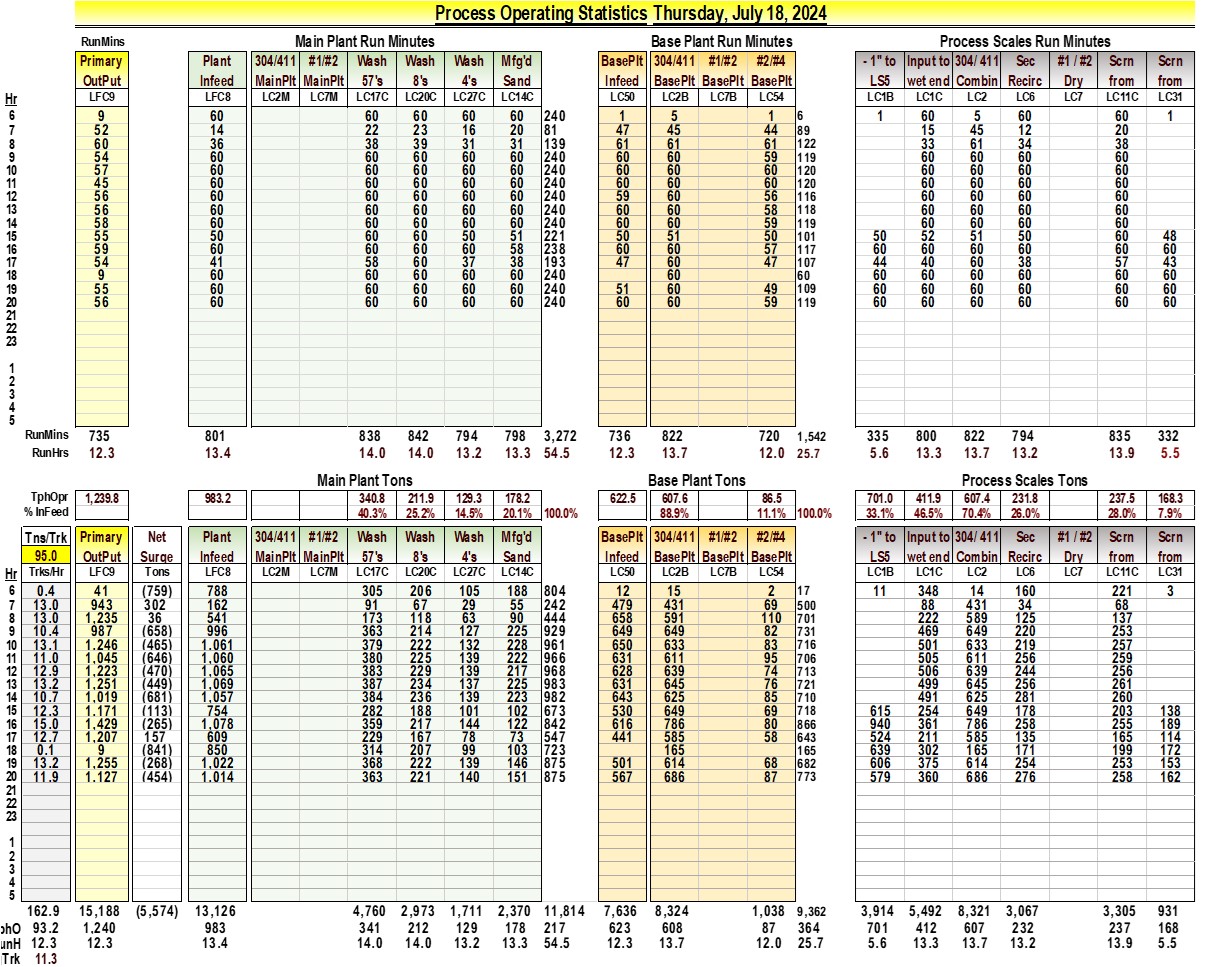 Process Operating Statistics Thursday, July 18, 2024
RunMins Main Plant Run Minutes Base Plant Run Minutes Process Scales Run Minutes
Primary Plant 304/411 #1/#2 Wash Wash Wash Mfg'd BasePlt 304/411 #1/#2 #2/#4 - 1" to Input to 304/ 411 Sec #1 / #2 Scrn Scrn
OutPut Infeed MainPlt MainPlt 57's 8's 4's Sand Infeed BasePlt BasePlt BasePlt LS5 wet end Combin Recirc Dry from from
Hr LFC9 LFC8 LC2M LC7M LC17C LC20C LC27C LC14C LC50 LC2B LC7B LC54 LC1B LC1C LC2 LC6 LC7 LC11C LC31
6 9 60 60 60 60 60 240 1 5 1 6 1 60 5 60 60 1
7 52 14 22 23 16 20 81 47 45 44 89 15 45 12 20
8 60 36 38 39 31 31 139 61 61 61 122 33 61 34 38
9 54 60 60 60 60 60 240 60 60 59 119 60 60 60 60
10 57 60 60 60 60 60 240 60 60 60 120 60 60 60 60
11 45 60 60 60 60 60 240 60 60 60 120 60 60 60 60
12 56 60 60 60 60 60 240 59 60 56 116 60 60 60 60
13 56 60 60 60 60 60 240 60 60 58 118 60 60 60 60
14 58 60 60 60 60 60 240 60 60 59 119 60 60 60 60
15 55 50 60 60 50 51 221 50 51 50 101 50 52 51 50 60 48
16 59 60 60 60 60 58 238 60 60 57 117 60 60 60 60 60 60
17 54 41 58 60 37 38 193 47 60 47 107 44 40 60 38 57 43
18 9 60 60 60 60 60 240 60 60 60 60 60 60 60 60
19 55 60 60 60 60 60 240 51 60 49 109 60 60 60 60 60 60
20 56 60 60 60 60 60 240 60 60 59 119 60 60 60 60 60 60
21
22
23
1
2
3
4
5
RunMins 735 801 838 842 794 798 3,272 736 822 720 1,542 335 800 822 794 835 332
RunHrs 12.3 13.4 14.0 14.0 13.2 13.3 54.5 12.3 13.7 12.0 25.7 5.6 13.3 13.7 13.2 13.9 5.5
Main Plant Tons Base Plant Tons Process Scales Tons
TphOpr 1,239.8 983.2 340.8 211.9 129.3 178.2 622.5 607.6 86.5 701.0 411.9 607.4 231.8 237.5 168.3
% InFeed 40.3% 25.2% 14.5% 20.1% 100.0% 88.9% 11.1% 100.0% 33.1% 46.5% 70.4% 26.0% 28.0% 7.9%
Tns/Trk Primary Net Plant 304/411 #1/#2 Wash Wash Wash Mfg'd BasePlt 304/411 #1/#2 #2/#4 - 1" to Input to 304/ 411 Sec #1 / #2 Scrn Scrn
95.0 OutPut Surge Infeed MainPlt MainPlt 57's 8's 4's Sand Infeed BasePlt BasePlt BasePlt LS5 wet end Combin Recirc Dry from from
Hr Trks/Hr LFC9 Tons LFC8 LC2M LC7M LC17C LC20C LC27C LC14C LC50 LC2B LC7B LC54 LC1B LC1C LC2 LC6 LC7 LC11C LC31
6 0.4 41 (759) 788 305 206 105 188 804 12 15 2 17 11 348 14 160 221 3
7 13.0 943 302 162 91 67 29 55 242 479 431 69 500 88 431 34 68
8 13.0 1,235 36 541 173 118 63 90 444 658 591 110 701 222 589 125 137
9 10.4 987 (658) 996 363 214 127 225 929 649 649 82 731 469 649 220 253
10 13.1 1,246 (465) 1,061 379 222 132 228 961 650 633 83 716 501 633 219 257
11 11.0 1,045 (646) 1,060 380 225 139 222 966 631 611 95 706 505 611 256 259
12 12.9 1,223 (470) 1,065 383 229 139 217 968 628 639 74 713 506 639 244 256
13 13.2 1,251 (449) 1,069 387 234 137 225 983 631 645 76 721 499 645 256 261
14 10.7 1,019 (681) 1,057 384 236 139 223 982 643 625 85 710 491 625 281 260
15 12.3 1,171 (113) 754 282 188 101 102 673 530 649 69 718 615 254 649 178 203 138
16 15.0 1,429 (265) 1,078 359 217 144 122 842 616 786 80 866 940 361 786 258 255 189
17 12.7 1,207 157 609 229 167 78 73 547 441 585 58 643 524 211 585 135 165 114
18 0.1 9 (841) 850 314 207 99 103 723 165 165 639 302 165 171 199 172
19 13.2 1,255 (268) 1,022 368 222 139 146 875 501 614 68 682 606 375 614 254 253 153
20 11.9 1,127 (454) 1,014 363 221 140 151 875 567 686 87 773 579 360 686 276 258 162
21
22
23
1
2
3
4
5
162.9 15,188 (5,574) 13,126 4,760 2,973 1,711 2,370 11,814 7,636 8,324 1,038 9,362 3,914 5,492 8,321 3,067 3,305 931
phO 93.2 1,240 983 341 212 129 178 217 623 608 87 364 701 412 607 232 237 168
unH 12.3 12.3 13.4 14.0 14.0 13.2 13.3 54.5 12.3 13.7 12.0 25.7 5.6 13.3 13.7 13.2 13.9 5.5
Trk 11.3